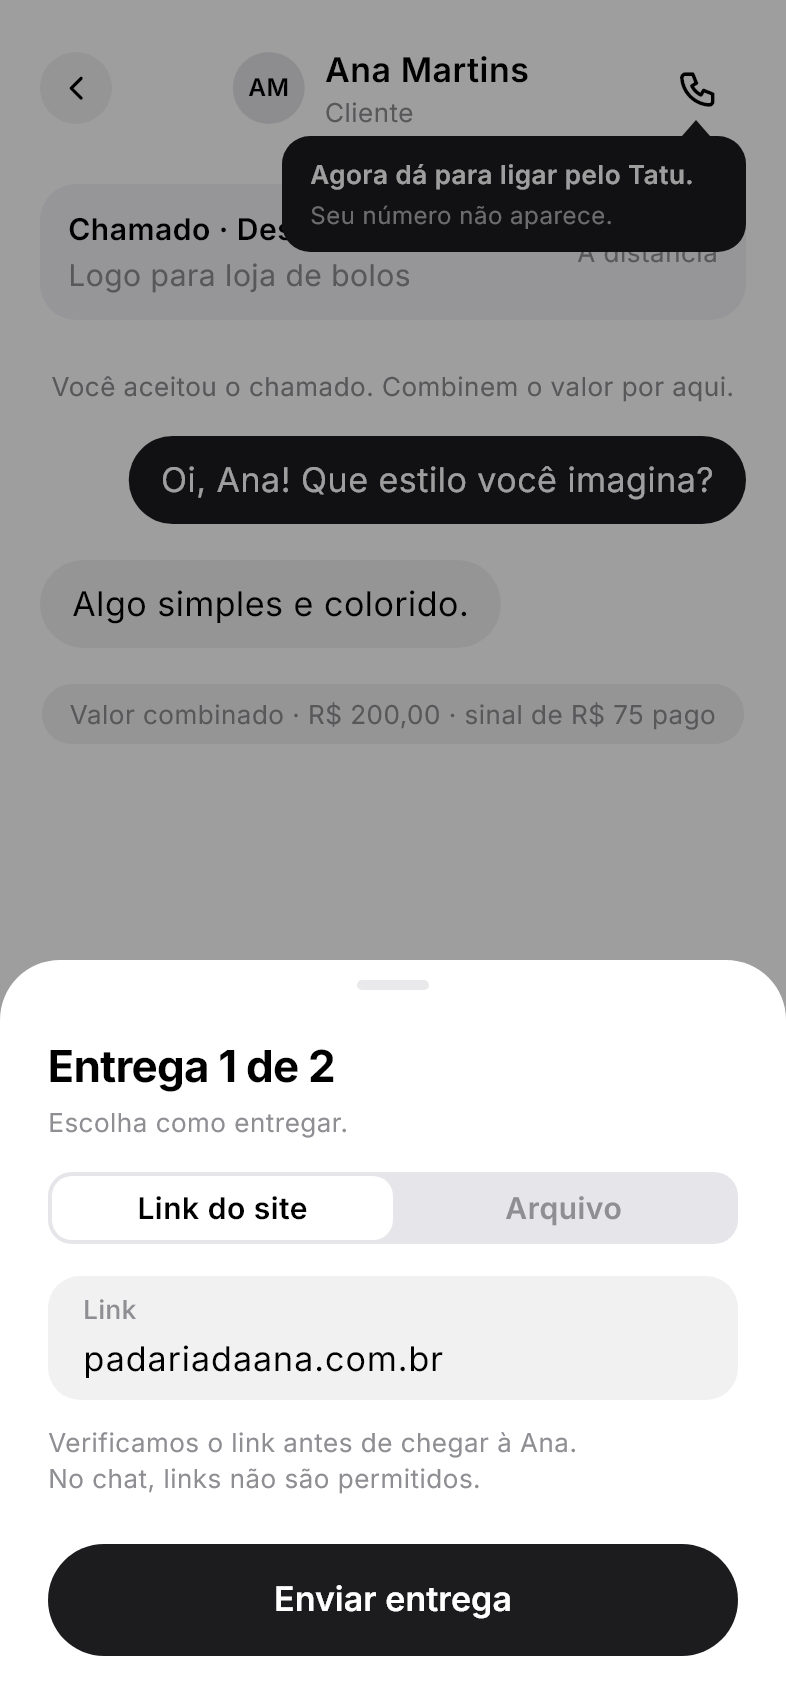 AM
Ana Martins
Cliente
Agora dá para ligar pelo Tatu.
Seu número não aparece.
Chamado · Des
Logo para loja de bolos
A distância
Você aceitou o chamado. Combinem o valor por aqui.
Oi, Ana! Que estilo você imagina?
Algo simples e colorido.
Valor combinado · R$ 200,00 · sinal de R$ 75 pago
Entrega 1 de 2
Escolha como entregar.
Link do site
Arquivo
Link
padariadaana.com.br
Verificamos o link antes de chegar à Ana.
No chat, links não são permitidos.
Enviar entrega